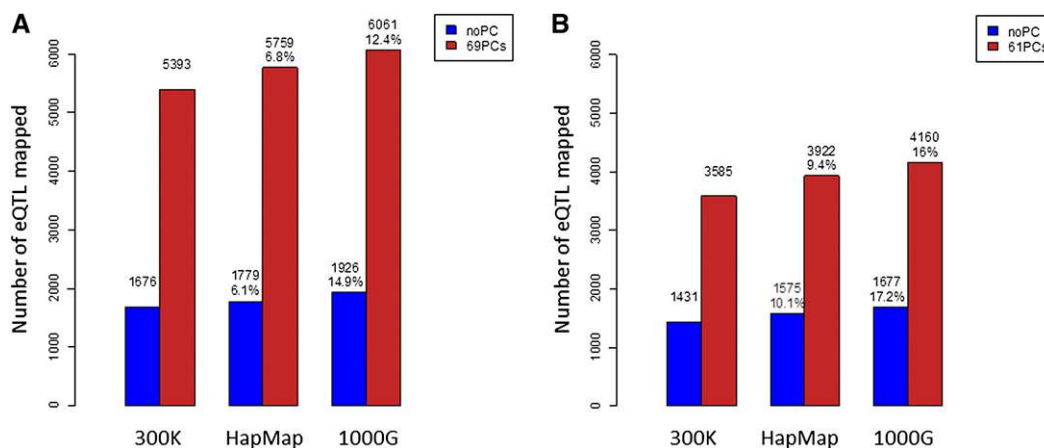 A
noPC
69PCs
Number of eQTL mapped
0
1000
2000
3000
4000
5000
6000
1676
5393
1779
6.1%
5759
6.8%
1926
14.9%
6061
12.4%
300K
HapMap
1000G
B
noPC
61PCs
Number of eQTL mapped
0
1000
2000
3000
4000
5000
6000
1431
3585
1575
10.1%
3922
9.4%
1677
17.2%
4160
16%
300K
HapMap
1000G